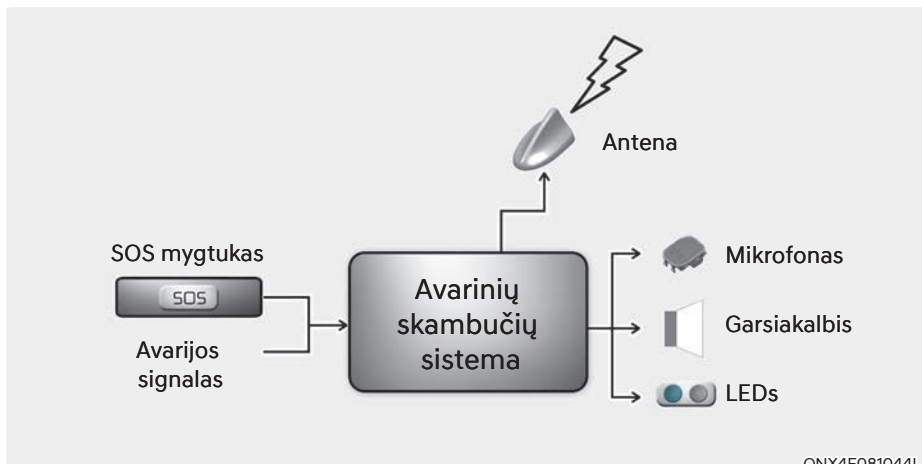 Antena
SOS mygtukas
SOS
Avarijos
signalas
Avarinių
skambučių
sistema
Mikrofonas
Garsiakalbis
LEDs